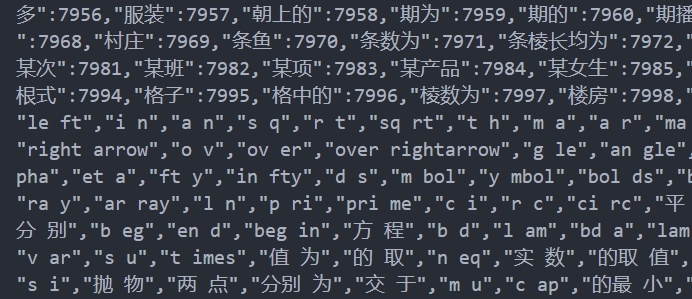 多":7956,"服装":7957,"朝上的":7958,"期为":7959,"期的":7960,"期播
":7968,"村庄":7969,"条鱼":7970,"条数为":7971,"条棱长均为":7972,"
某次":7981,"某班":7982,"某项":7983,"某产品":7984,"某女生":7985,"
根式":7994,"格子":7995,"格中的":7996,"棱数为":7997,"楼房":7998,"
"le ft","i n","a n","s q","r t","sq rt","t h","m a","a r","ma
"right arrow","o v","ov er","over rightarrow","g le","an gle",
pha","et a","ft y","in fty","d s","m bol","y mbol","bol ds","b
"ra y","ar ray","l n","p ri","pri me","c i","r c","ci rc","平
分 别","b eg","en d","beg in","方 程","b d","l am","bd a","lam
"v ar","s u","t imes","值 为","的 取","n eq","实 数","的取 值","
"s i","抛 物","两 点","分别 为","交 于","m u","c ap","的最 小","